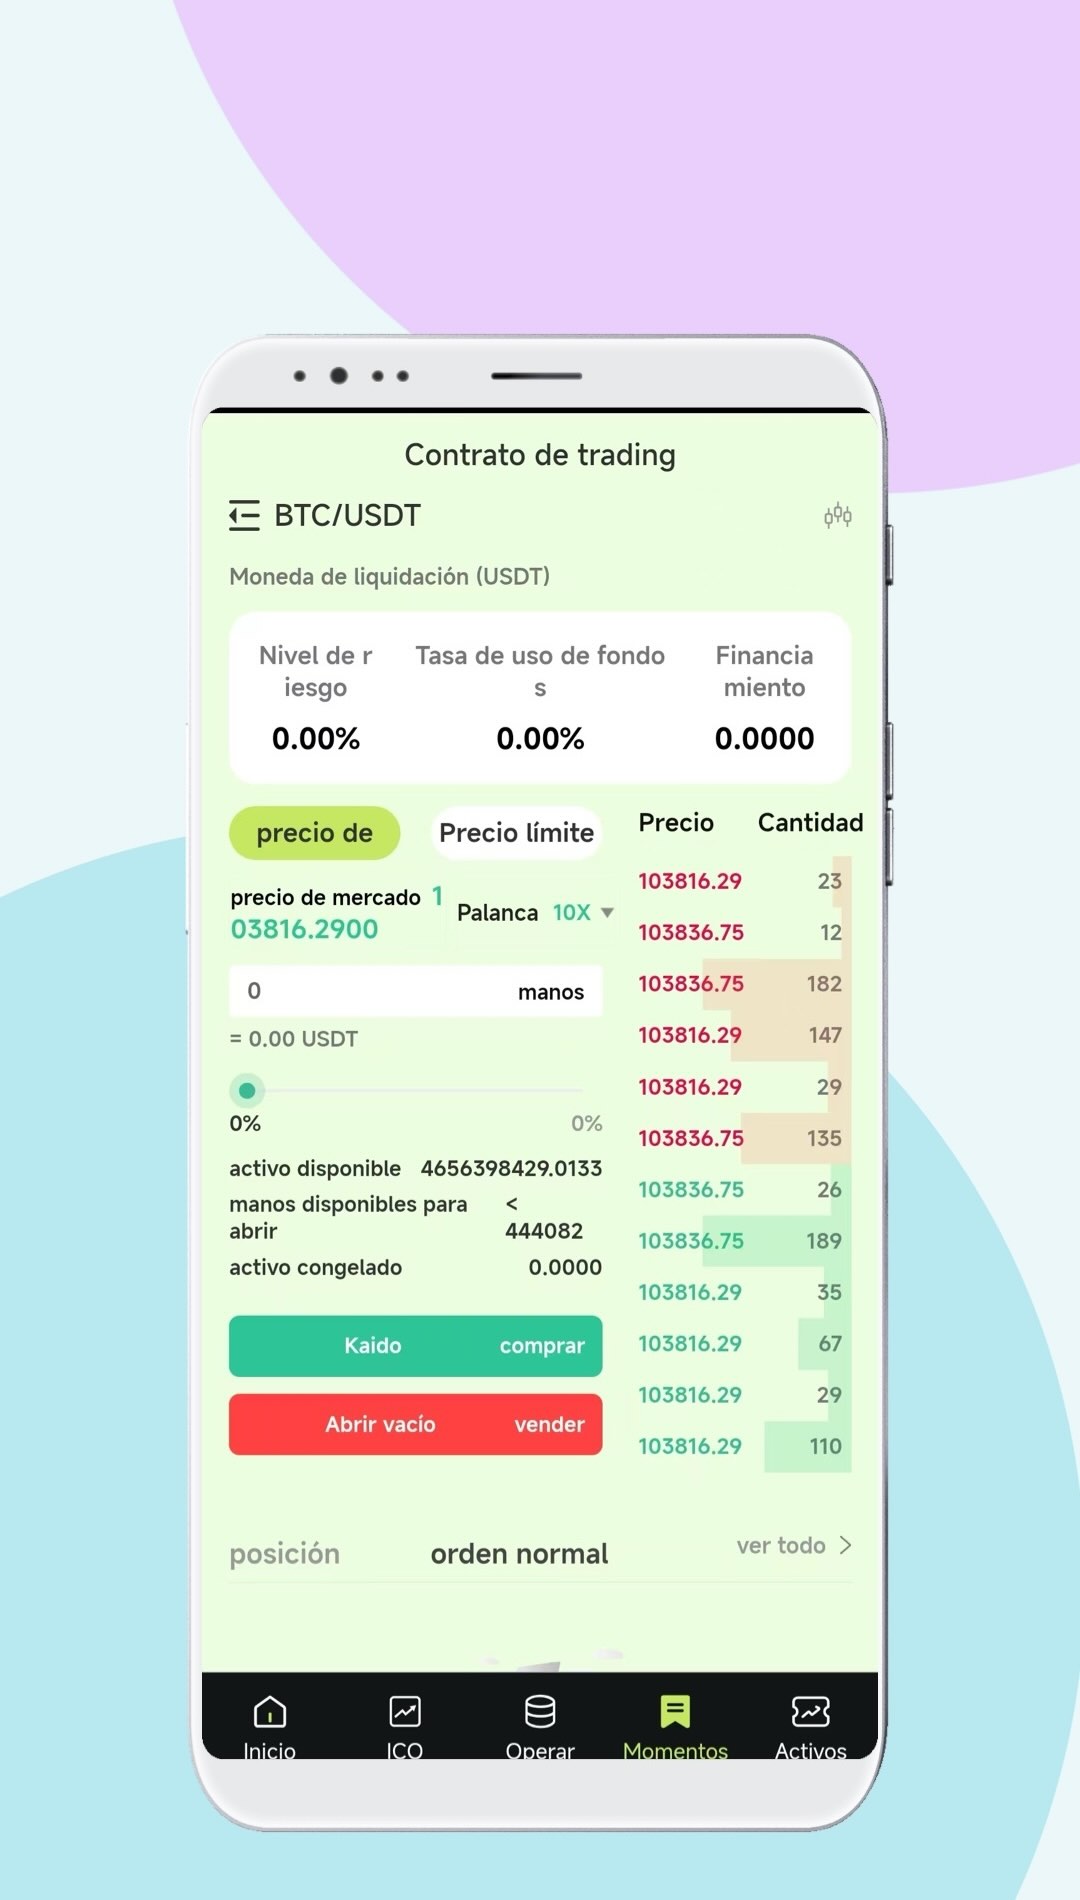 Contrato de trading
BTC/USDT
Moneda de liquidación (USDT)
Nivel de r
iesgo
0.00%
Tasa de uso de fondo
s
0.00%
Financia
miento
0.0000
precio de
Precio límite
precio de mercado 1
03816.2900
Palanca 10X
0 manos
= 0.00 USDT
0% 0%
activo disponible 4656398429.0133
manos disponibles para
abrir
<
444082
activo congelado 0.0000
Kaido comprar
Abrir vacío vender
Precio Cantidad
103816.29 23
103836.75 12
103836.75 182
103816.29 147
103816.29 29
103836.75 135
103836.75 26
103836.75 189
103816.29 35
103816.29 67
103816.29 29
103816.29 110
posición orden normal ver todo
Inicio ICO Operar Momentos Activos